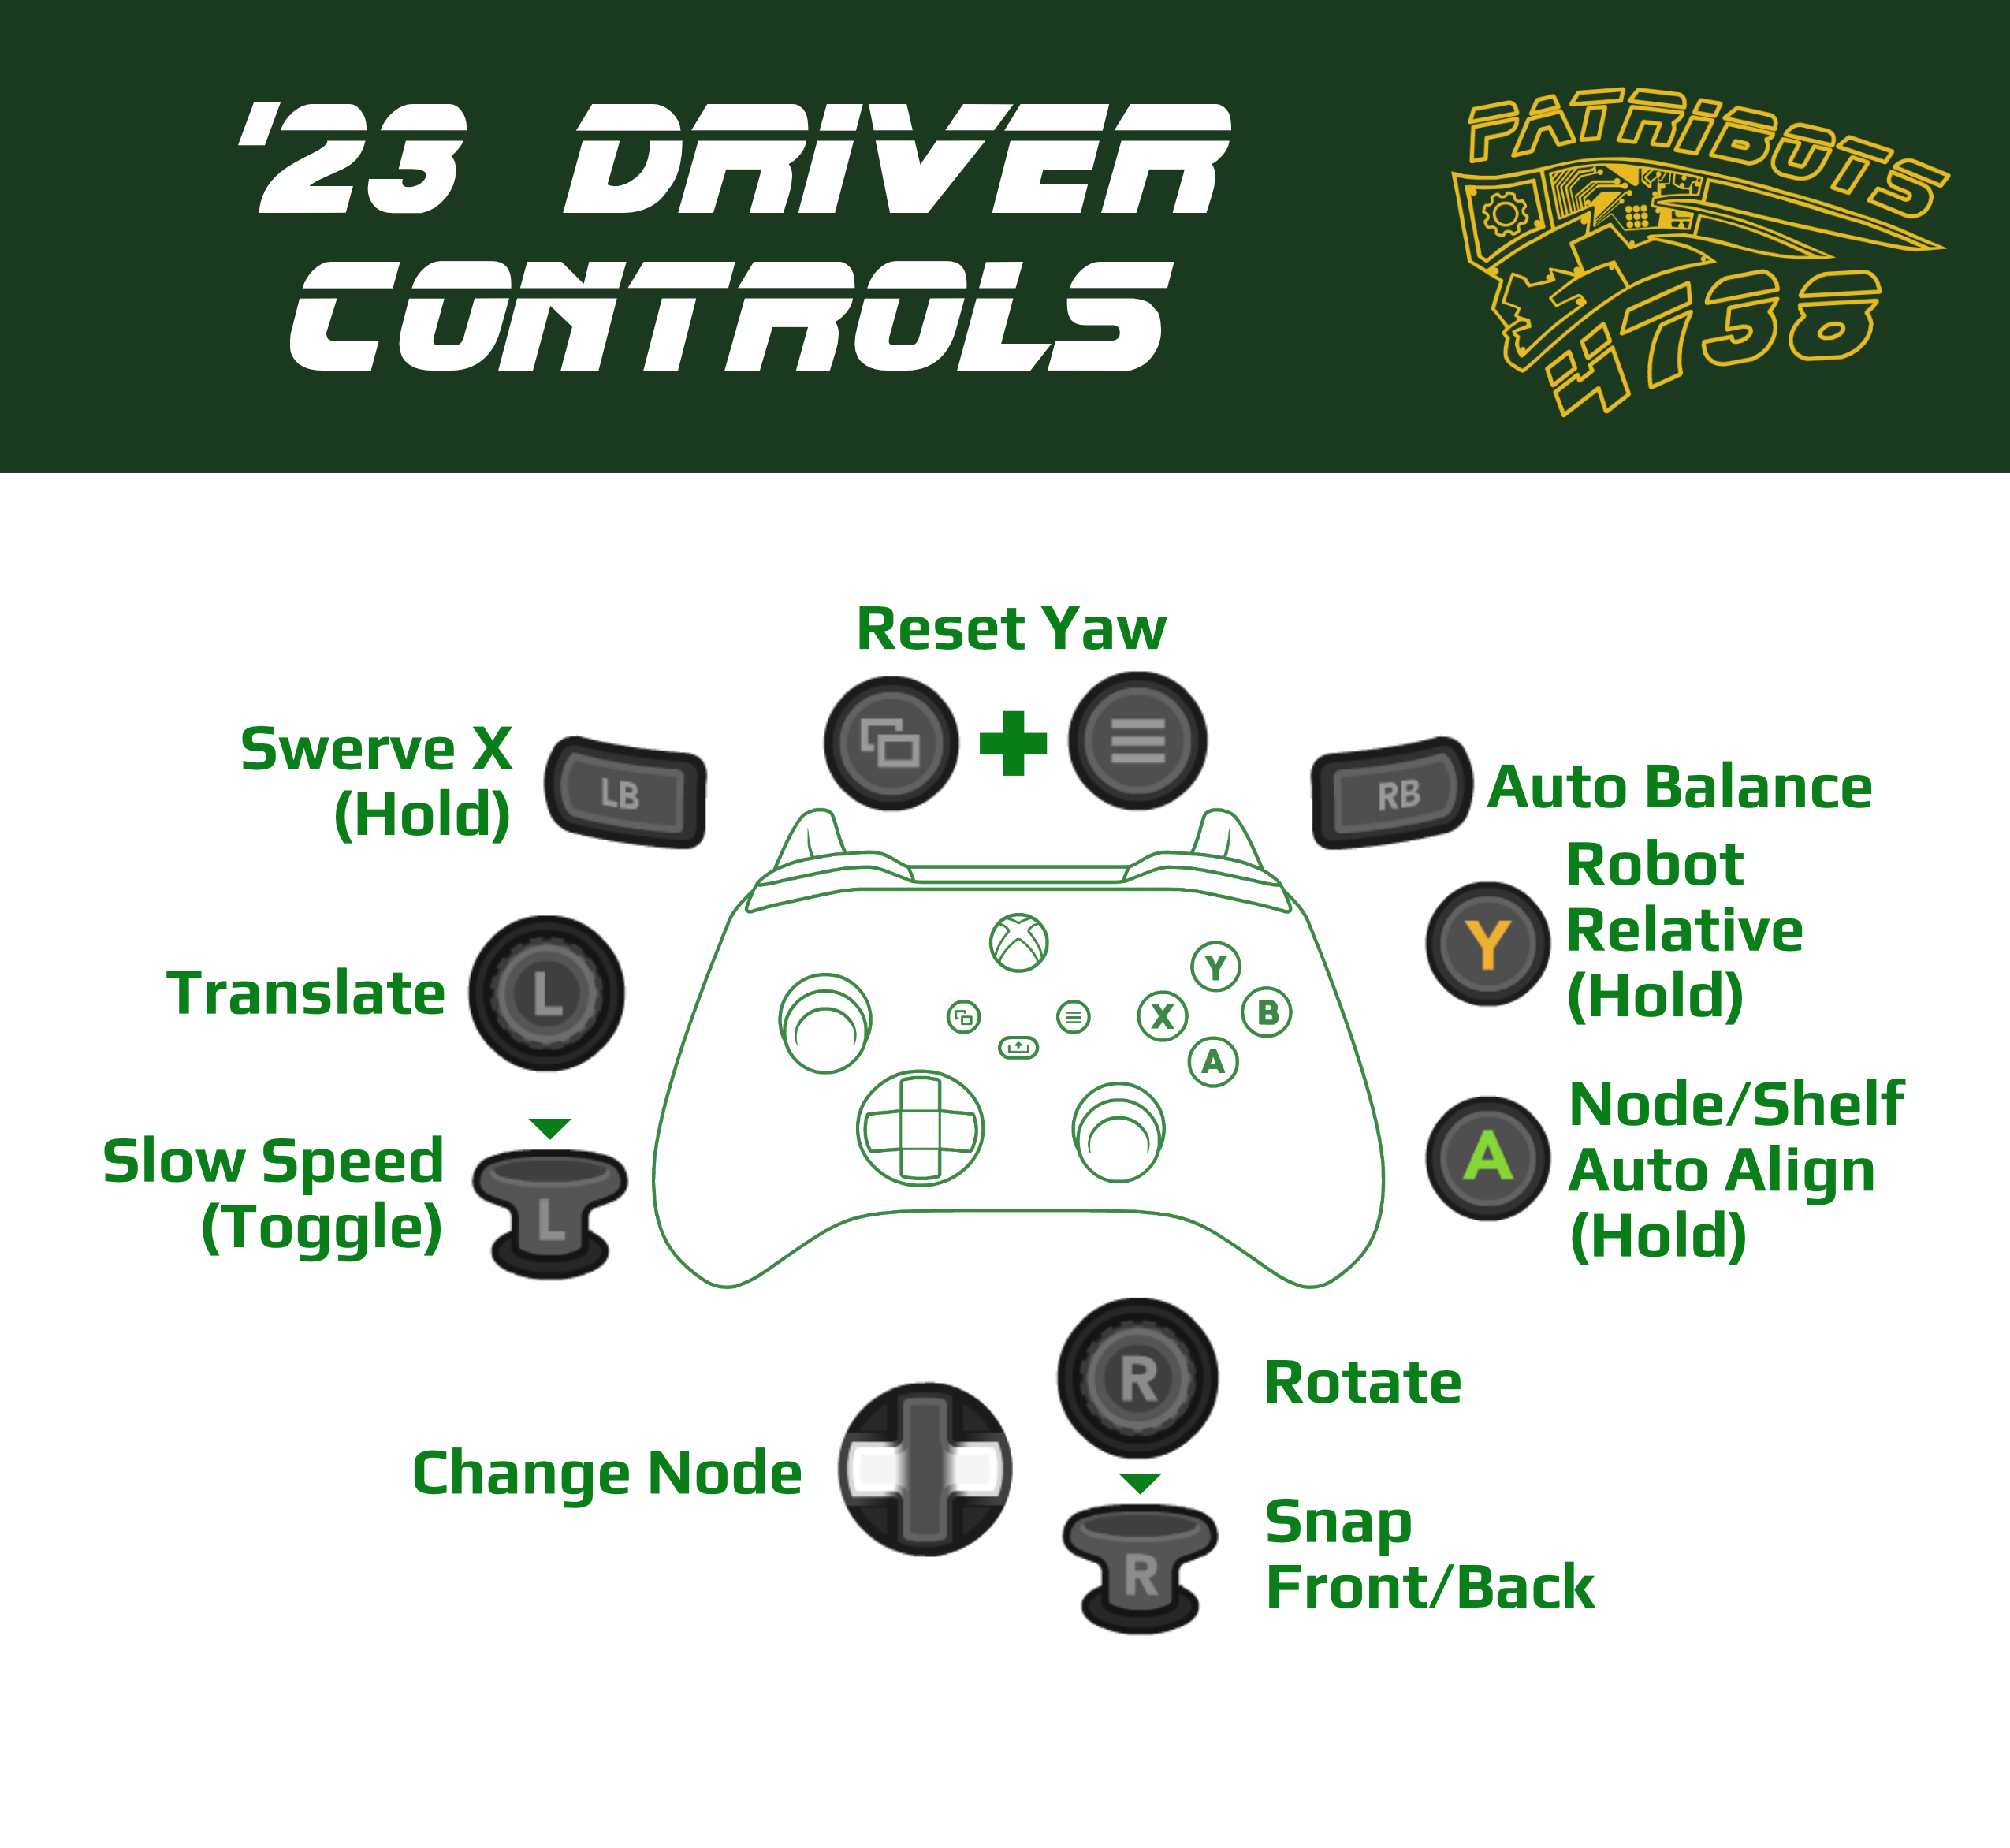 '23 DRiVER
CONTROLS
PATRiBOTS
4738
Reset Yaw
Swerve X
(Hold)
LB
RB
Auto Balance
Robot
Relative
(Hold)
Y
Translate
L
Y
X
B
A
Slow Speed
(Toggle)
L
A
Node/Shelf
Auto Align
(Hold)
R
Rotate
Change Node
R
Snap
Front/Back